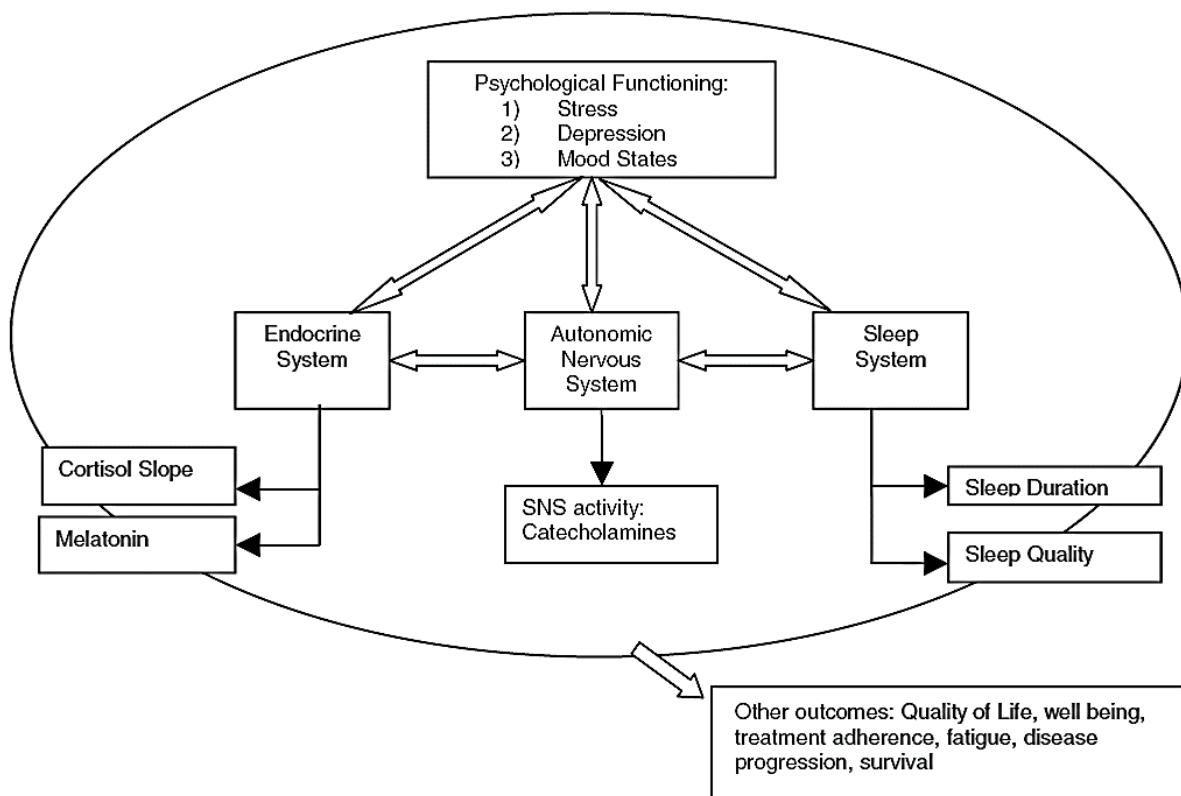 Psychological Functioning:
1) Stress
2) Depression
3) Mood States
Endocrine
System
Autonomic
Nervous
System
Sleep
System
Cortisol Slope
Melatonin
SNS activity:
Catecholamines
Sleep Duration
Sleep Quality
Other outcomes: Quality of Life, well being,
treatment adherence, fatigue, disease
progression, survival